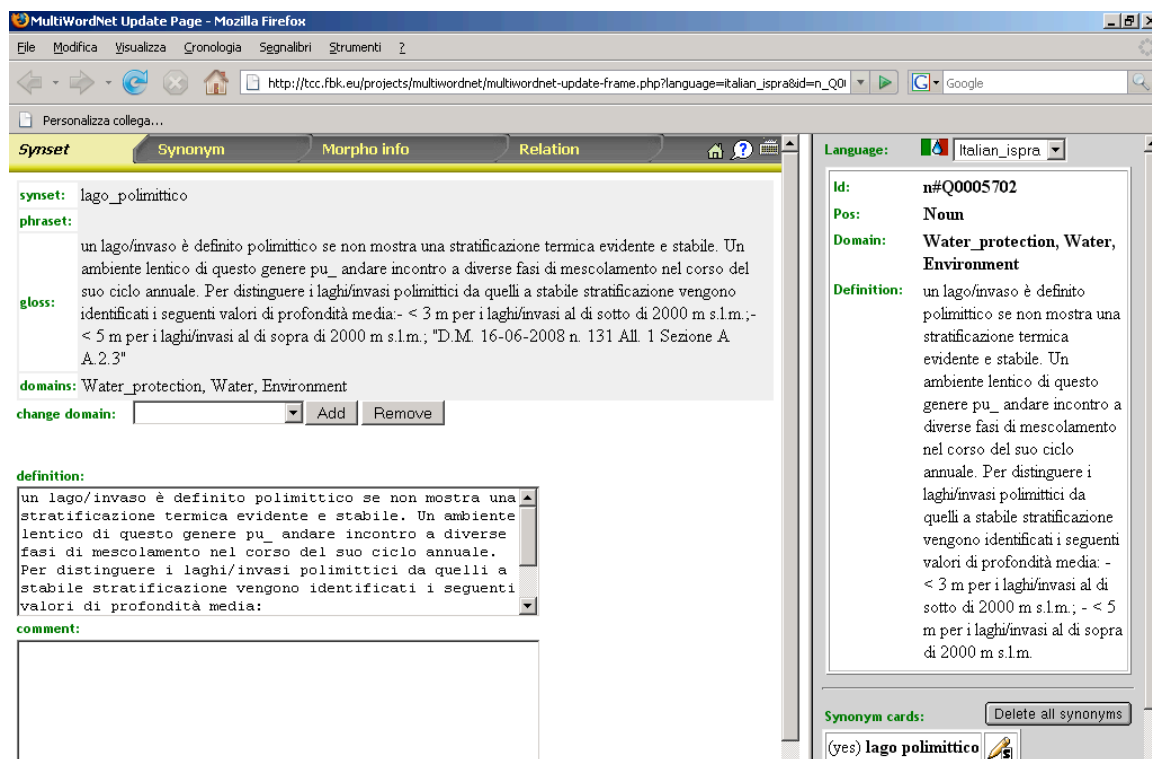 MultiWordNet Update Page - Mozilla Firefox
File Modifica Visualizza Cronologia Segnalibri Strumenti ?
http://tcc.fbk.eu/projects/multiwordnet/multiwordnet-update-frame.php?language=italian_ispra&id=n_Q0
Google
Personalizza collega...
Synset Synonym Morpho info Relation
synset: lago_polimittico
phraset:
gloss:
un lago/invaso è definito polimittico se non mostra una stratificazione termica evidente e stabile. Un
ambiente lentico di questo genere pu_ andare incontro a diverse fasi di mescolamento nel corso del
suo ciclo annuale. Per distinguere i laghi/invasi polimittici da quelli a stabile stratificazione vengono
identificati i seguenti valori di profondità media:- < 3 m per i laghi/invasi al di sotto di 2000 m s.l.m.;-
< 5 m per i laghi/invasi al di sopra di 2000 m s.l.m.; "D.M. 16-06-2008 n. 131 All. 1 Sezione A
A.2.3"
domains: Water_protection, Water, Environment
change domain: Add Remove
definition:
un lago/invaso è definito polimittico se non mostra una
stratificazione termica evidente e stabile. Un ambiente
lentico di questo genere pu_ andare incontro a diverse
fasi di mescolamento nel corso del suo ciclo annuale.
Per distinguere i laghi/invasi polimittici da quelli a
stabile stratificazione vengono identificati i seguenti
valori di profondità media:
comment:
Language: Italian_ispra
Id: n#Q0005702
Pos: Noun
Domain: Water_protection, Water,
Environment
Definition: un lago/invaso è definito
polimittico se non mostra una
stratificazione termica
evidente e stabile. Un
ambiente lentico di questo
genere pu_ andare incontro a
diverse fasi di mescolamento
nel corso del suo ciclo
annuale. Per distinguere i
laghi/invasi polimittici da
quelli a stabile stratificazione
vengono identificati i seguenti
valori di profondità media: -
< 3 m per i laghi/invasi al di
sotto di 2000 m s.l.m.; - < 5
m per i laghi/invasi al di sopra
di 2000 m s.l.m.
Synonym cards: Delete all synonyms
(yes) lago polimittico S